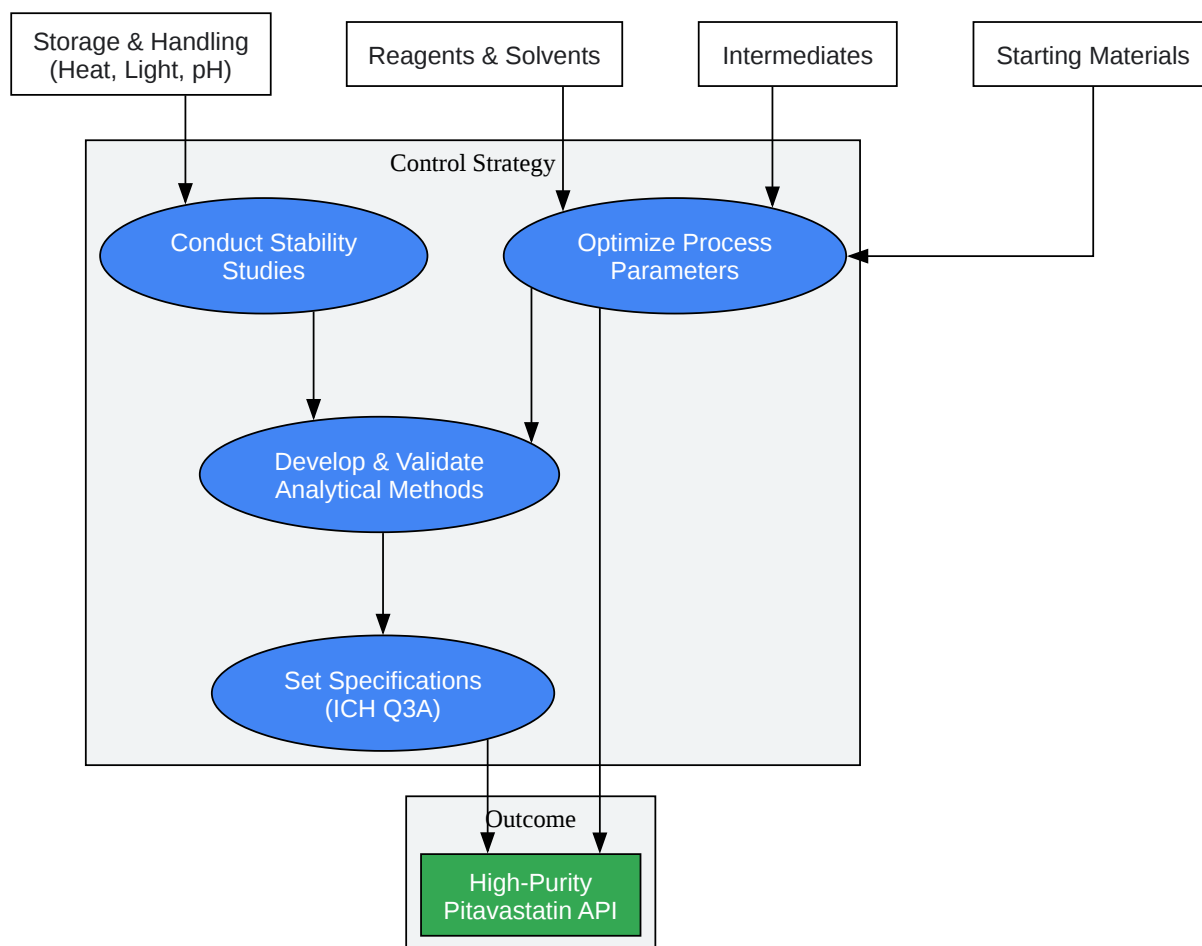 Storage & Handling
(Heat, Light, pH)
Reagents & Solvents
Intermediates
Starting Materials
Control Strategy
Conduct Stability
Studies
Optimize Process
Parameters
Develop & Validate
Analytical Methods
Set Specifications
(ICH Q3A)
Outcome
High-Purity
Pitavastatin API